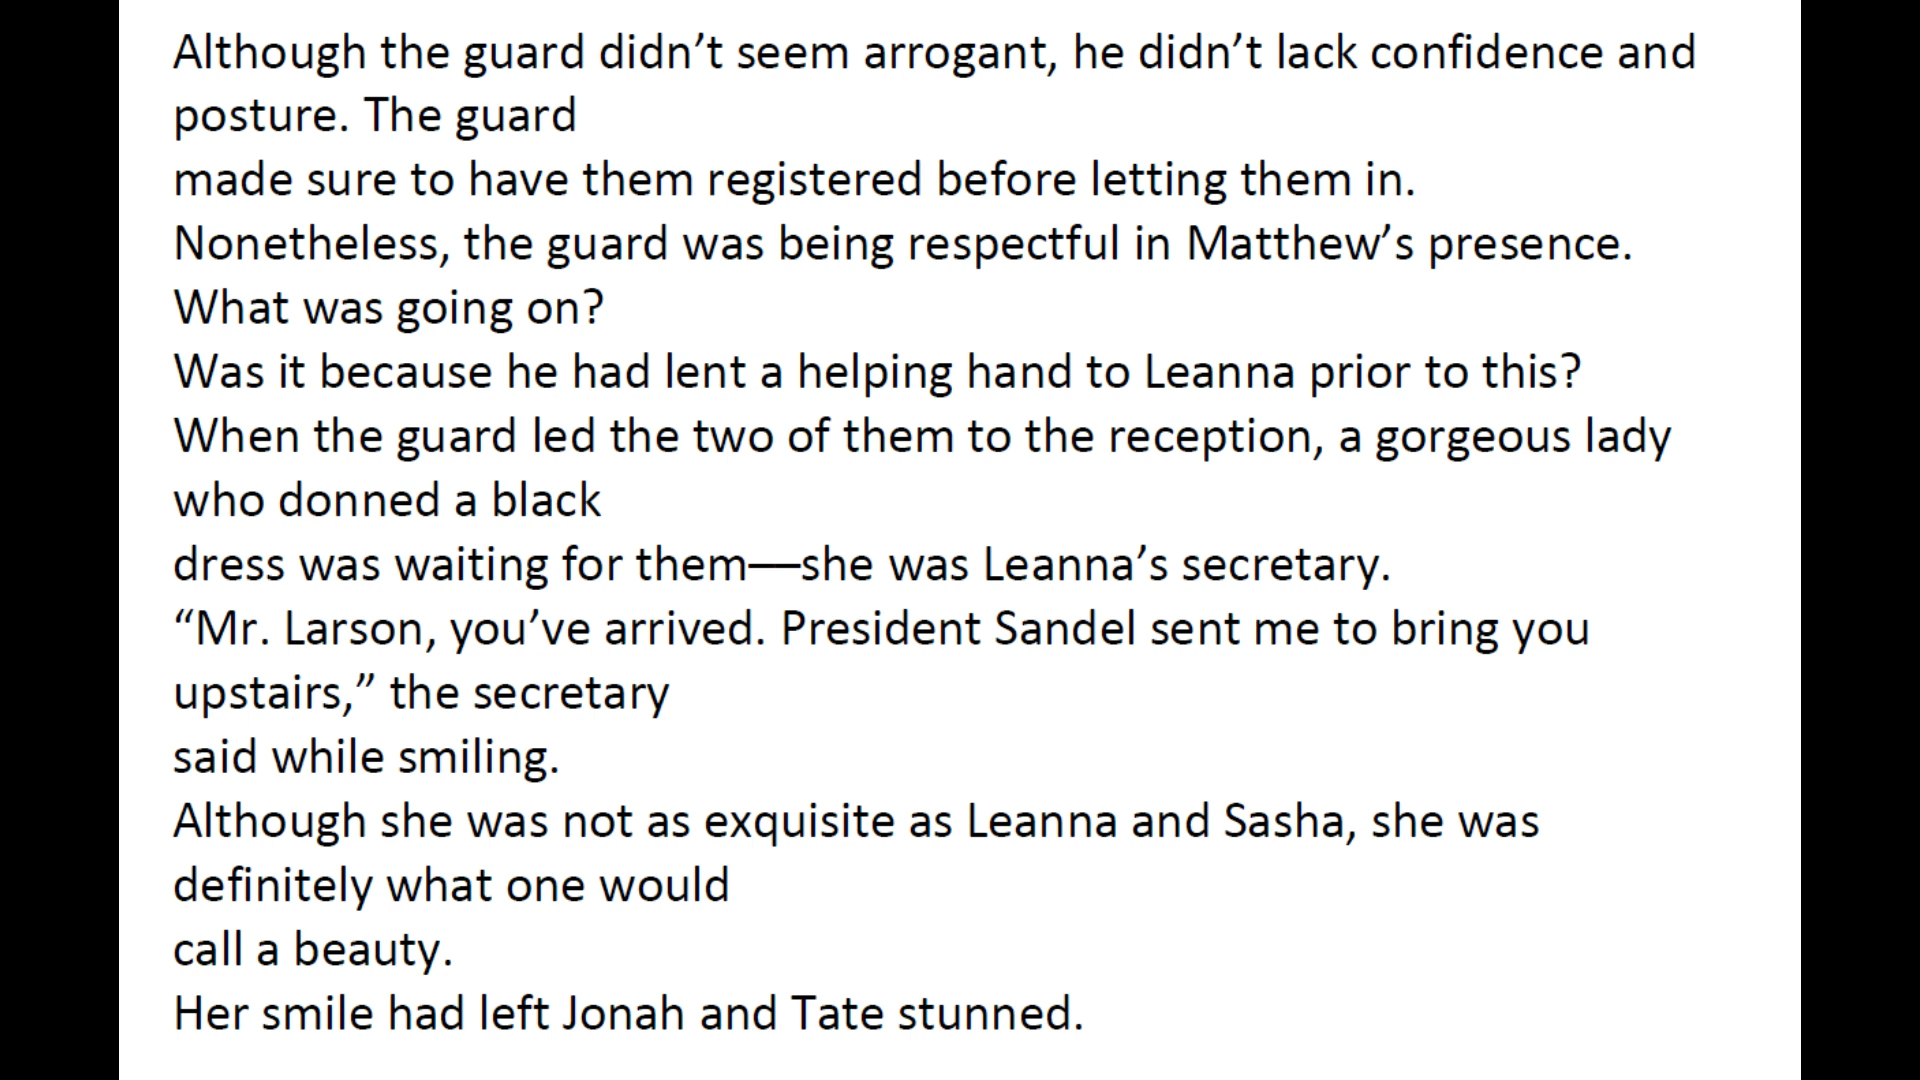 Although the guard didn’t seem arrogant, he didn’t lack confidence and
posture. The guard
made sure to have them registered before letting them in.
Nonetheless, the guard was being respectful in Matthew’s presence.
What was going on?
Was it because he had lent a helping hand to Leanna prior to this?
When the guard led the two of them to the reception, a gorgeous lady
who donned a black
dress was waiting for them—she was Leanna’s secretary.
“Mr. Larson, you’ve arrived. President Sandel sent me to bring you
upstairs,” the secretary
said while smiling.
Although she was not as exquisite as Leanna and Sasha, she was
definitely what one would
call a beauty.
Her smile had left Jonah and Tate stunned.